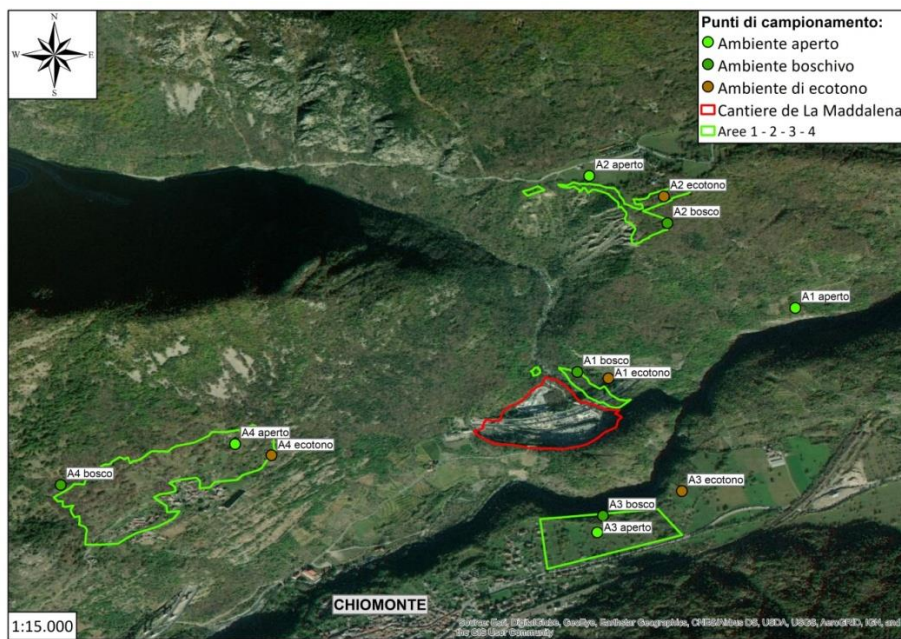 N
W
E
S
Punti di campionamento:
Ambiente aperto
Ambiente boschivo
Ambiente di ecotono
Cantiere de La Maddalena
Aree 1 - 2 - 3 - 4
A2 aperto
A2 ecotono
A2 bosco
A1 aperto
A1 bosco
A1 ecotono
A4 aperto
A4 ecotono
A4 bosco
A3 ecotono
A3 bosco
A3 aperto
CHIOMONTE
1:15.000
Source: Esri, DigitalGlobe, GeoEye, Earthstar Geographics, CNES/Airbus DS, USDA, USGS, AeroGRID, IGN, and
the GIS User Community